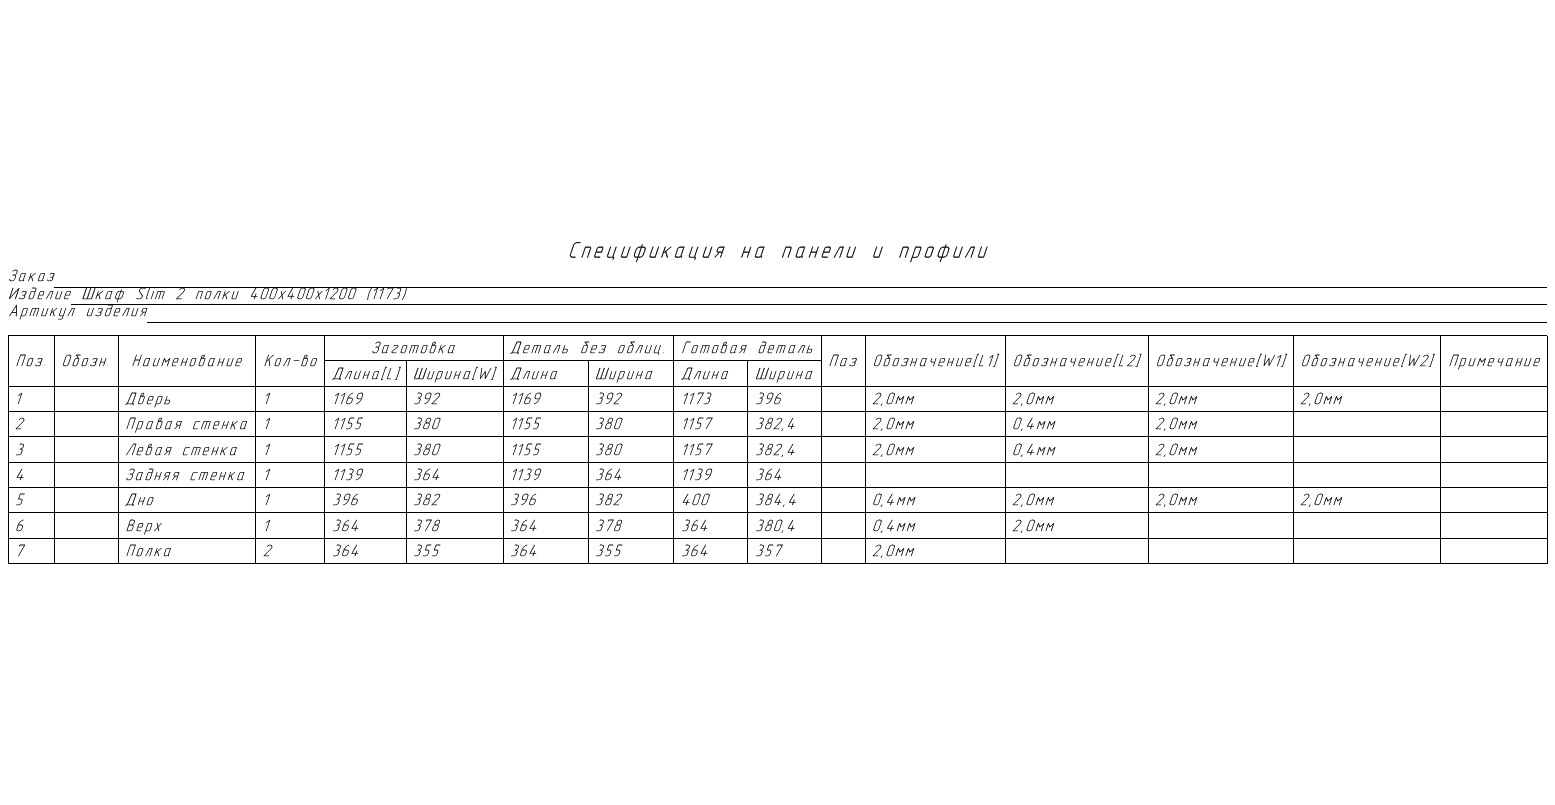 Спецификация на панели и профили
Заказ
Изделие Шкаф Slim 2 полки 400х400х1200 (1173)
Артикул изделия
Поз. Обозн. Наименование Кол-во Заготовка Деталь без облиц. Готовая деталь Паз Обозначение[L1] Обозначение[L2] Обозначение[W1] Обозначение[W2] Примечание
Длина[L] Ширина[W] Длина Ширина Длина Ширина
1 Дверь 1 1169 392 1169 392 1173 396 2,0мм 2,0мм 2,0мм 2,0мм
2 Правая стенка 1 1155 380 1155 380 1157 382,4 2,0мм 0,4мм 2,0мм
3 Левая стенка 1 1155 380 1155 380 1157 382,4 2,0мм 0,4мм 2,0мм
4 Задняя стенка 1 1139 364 1139 364 1139 364
5 Дно 1 396 382 396 382 400 384,4 0,4мм 2,0мм 2,0мм 2,0мм
6 Верх 1 364 378 364 378 364 380,4 0,4мм 2,0мм
7 Полка 2 364 355 364 355 364 357 2,0мм